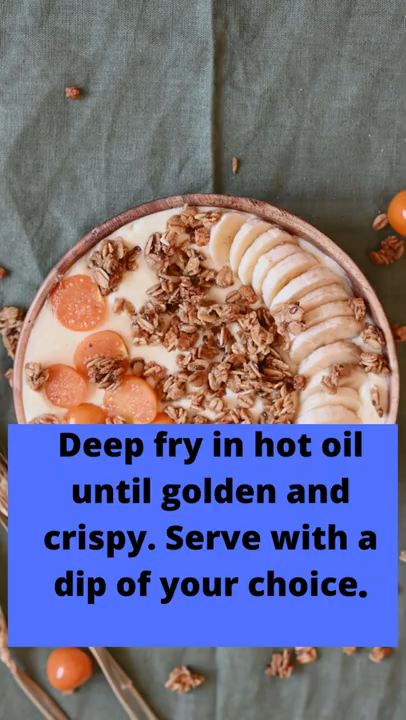 Deep fry in hot oil
until golden and
crispy. Serve with a
dip of your choice.